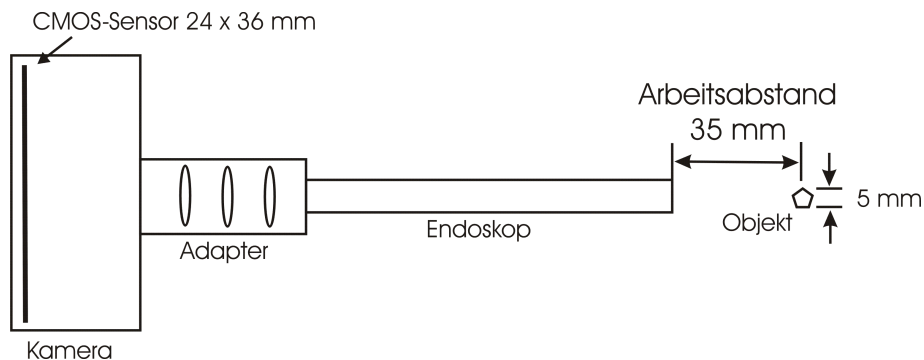 CMOS-Sensor 24 x 36 mm
Arbeitsabstand
35 mm
5 mm
Objekt
Endoskop
Adapter
Kamera